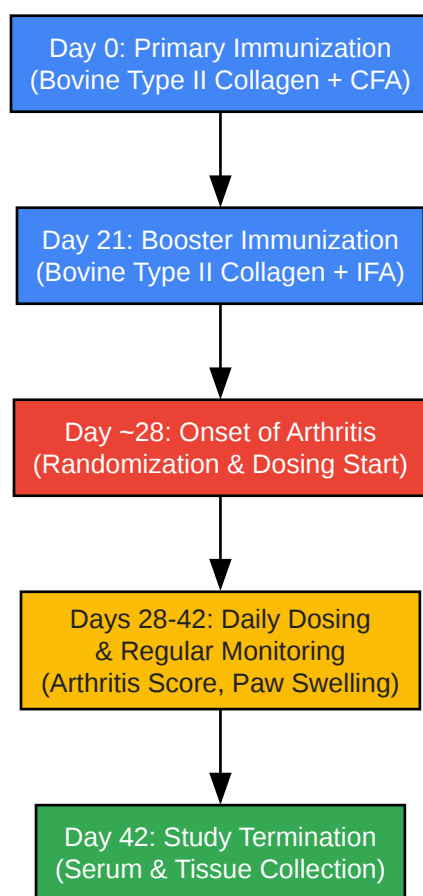 Day 0: Primary Immunization
(Bovine Type II Collagen + CFA)
Day 21: Booster Immunization
(Bovine Type II Collagen + IFA)
Day ~28: Onset of Arthritis
(Randomization & Dosing Start)
Days 28-42: Daily Dosing
& Regular Monitoring
(Arthritis Score, Paw Swelling)
Day 42: Study Termination
(Serum & Tissue Collection)